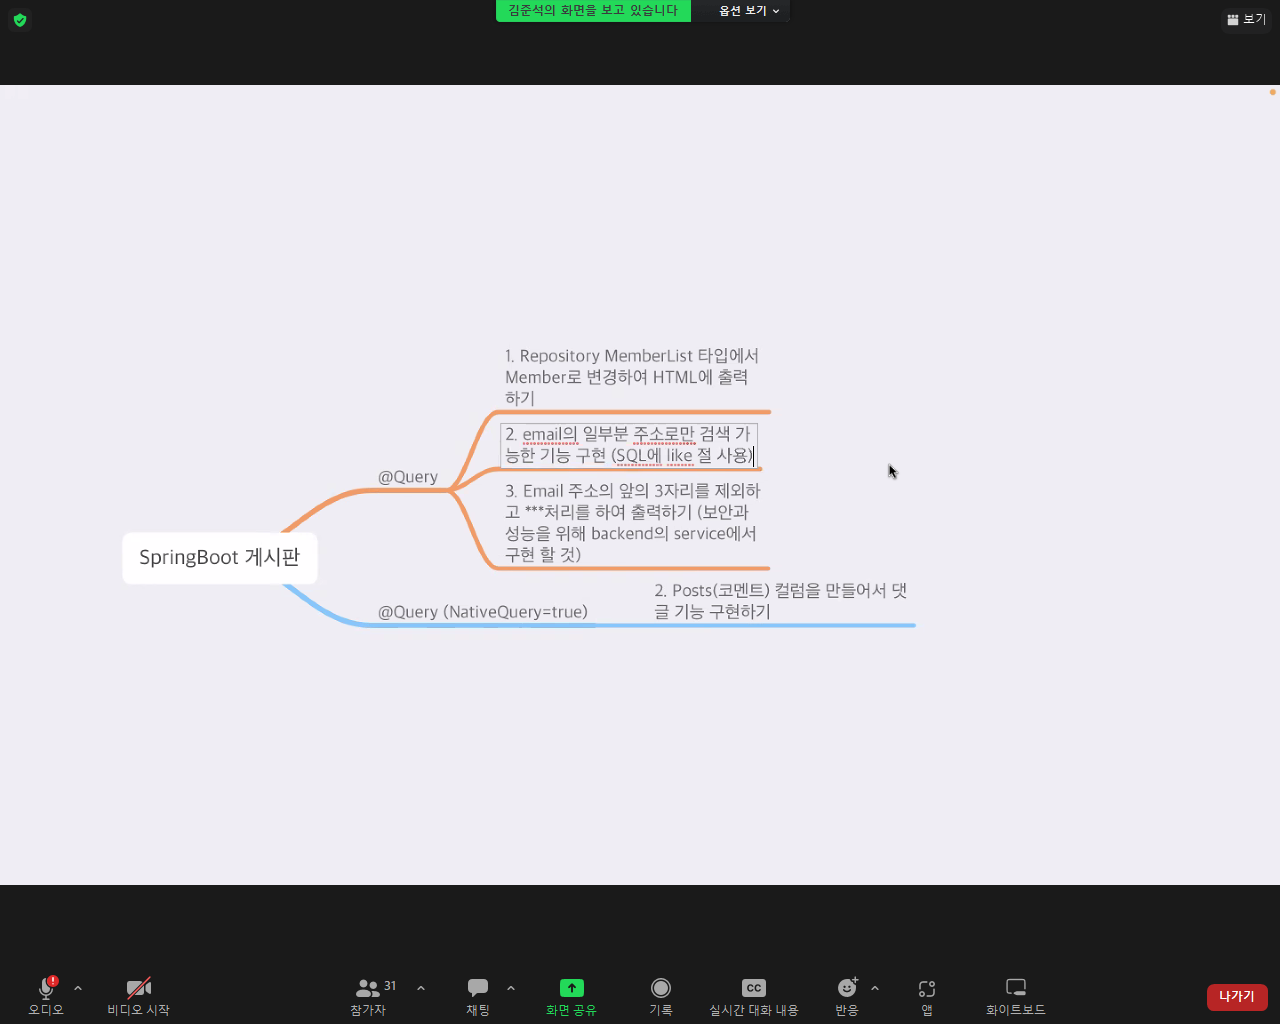 김준석의 화면을 보고 있습니다
옵션 보기
보기
1. Repository MemberList 타입에서
Member로 변경하여 HTML에 출력
하기
2. email의 일부분 주소로만 검색 가
능한 기능 구현 (SQL에 like 절 사용)
@Query
3. Email 주소의 앞의 3자리를 제외하
고 ***처리를 하여 출력하기 (보안과
성능을 위해 backend의 service에서
구현 할 것)
SpringBoot 게시판
@Query (NativeQuery=true)
2. Posts(코멘트) 컬럼을 만들어서 댓
글 기능 구현하기
오디오
비디오 시작
31
참가자
채팅
화면 공유
기록
CC
실시간 대화 내용
반응
앱
화이트보드
나가기